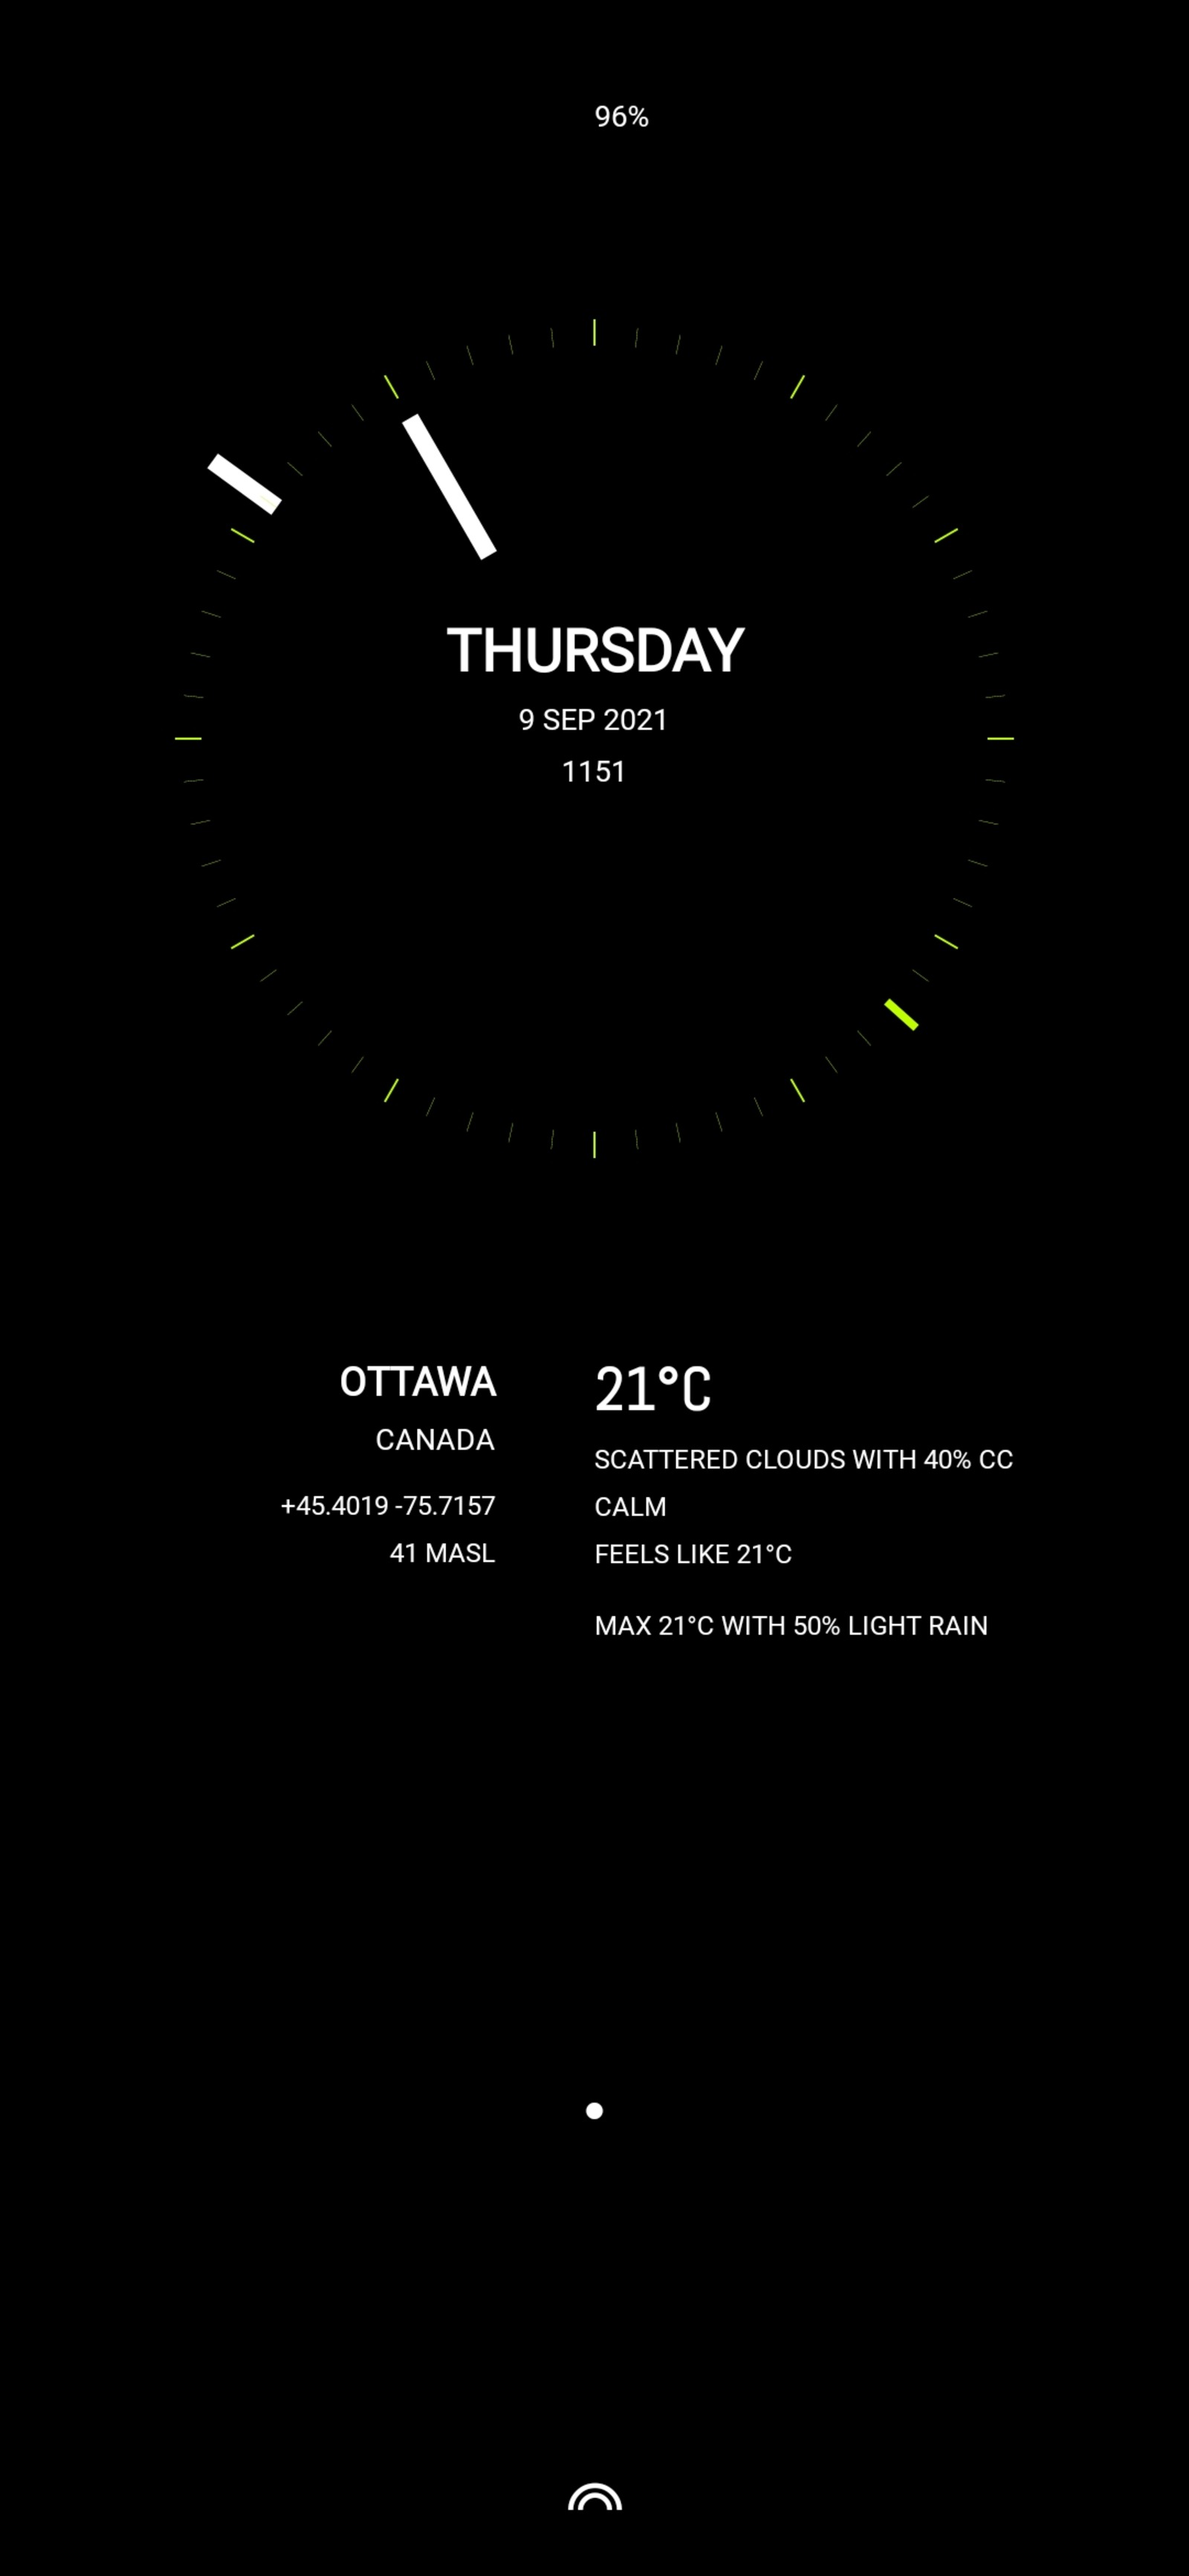 96%
THURSDAY
9 SEP 2021
1151
OTTAWA
CANADA
+45.4019 -75.7157
41 MASL
21°C
SCATTERED CLOUDS WITH 40% CC
CALM
FEELS LIKE 21°C
MAX 21°C WITH 50% LIGHT RAIN